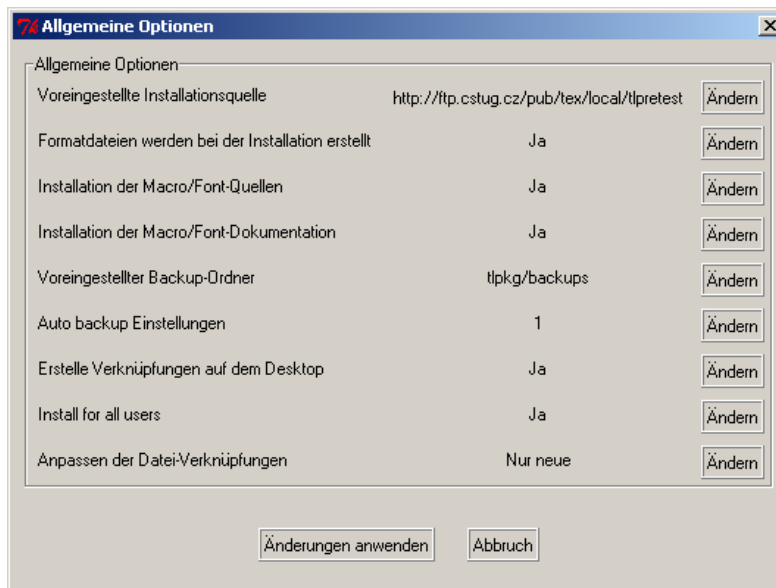 Allgemeine Optionen
Allgemeine Optionen
Voreingestellte Installationsquelle http://ftp.cstug.cz/pub/tex/local/tlpretest Ändern
Formatdateien werden bei der Installation erstellt Ja Ändern
Installation der Macro/Font-Quellen Ja Ändern
Installation der Macro/Font-Dokumentation Ja Ändern
Voreingestellter Backup-Ordner tlpkg/backups Ändern
Auto backup Einstellungen 1 Ändern
Erstelle Verknüpfungen auf dem Desktop Ja Ändern
Install for all users Ja Ändern
Anpassen der Datei-Verknüpfungen Nur neue Ändern
Änderungen anwenden Abbruch